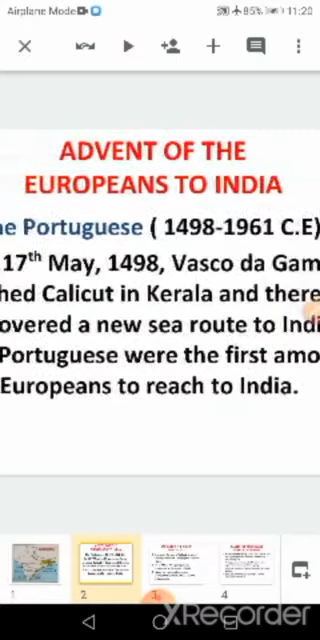 Airplane Mode 85% 11:20
ADVENT OF THE
EUROPEANS TO INDIA
e Portuguese ( 1498-1961 C.E)
17th May, 1498, Vasco da Gam
hed Calicut in Kerala and there
overed a new sea route to Indi
Portuguese were the first amo
Europeans to reach to India.
1 2 3 4
XRecorder